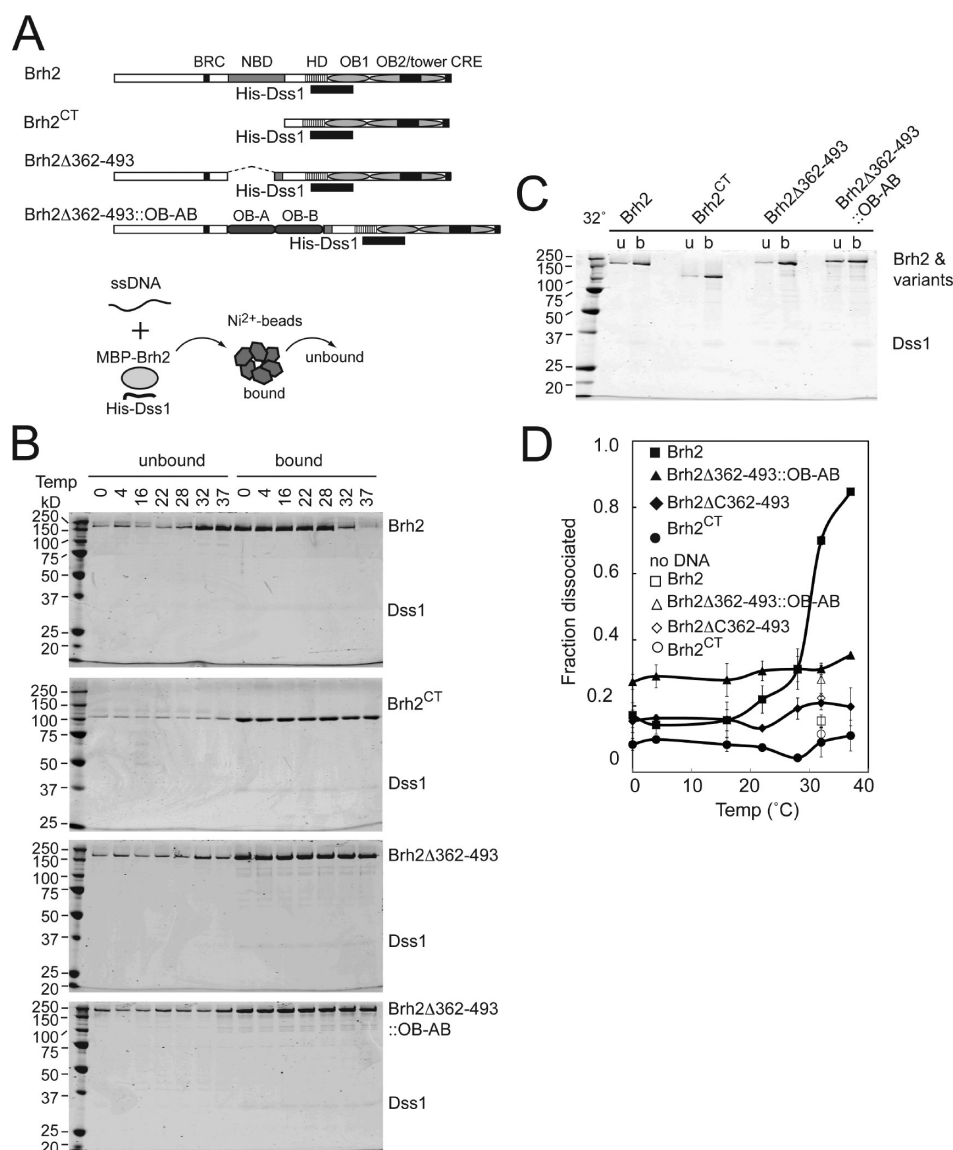 A
BRC NBD HD OB1 OB2/tower CRE
Brh2
His-Dss1
Brh2CT
His-Dss1
Brh2Δ362-493
His-Dss1
Brh2Δ362-493::OB-AB
OB-A OB-B
His-Dss1
ssDNA
+
MBP-Brh2
His-Dss1
Ni2+-beads
bound
unbound
B
unbound bound
Temp 0 4 16 22 28 32 37 0 4 16 22 28 32 37
kD
250
150
100
75
50
37
25
20
Brh2
Dss1
250
150
100
75
50
37
25
Brh2CT
Dss1
250
150
100
75
50
37
25
20
Brh2Δ362-493
Dss1
250
150
100
75
50
37
25
20
Brh2Δ362-493
::OB-AB
Dss1
C
32˚
Brh2
Brh2CT
Brh2Δ362-493
Brh2Δ362-493
::OB-AB
u b u b u b u b
250
150
100
75
50
37
25
20
Brh2 &
variants
Dss1
D
1.0
0.8
0.6
0.4
0.2
0
Fraction dissociated
Brh2
Brh2Δ362-493::OB-AB
Brh2ΔC362-493
Brh2CT
no DNA
Brh2
Brh2Δ362-493::OB-AB
Brh2ΔC362-493
Brh2CT
0 10 20 30 40
Temp (˚C)